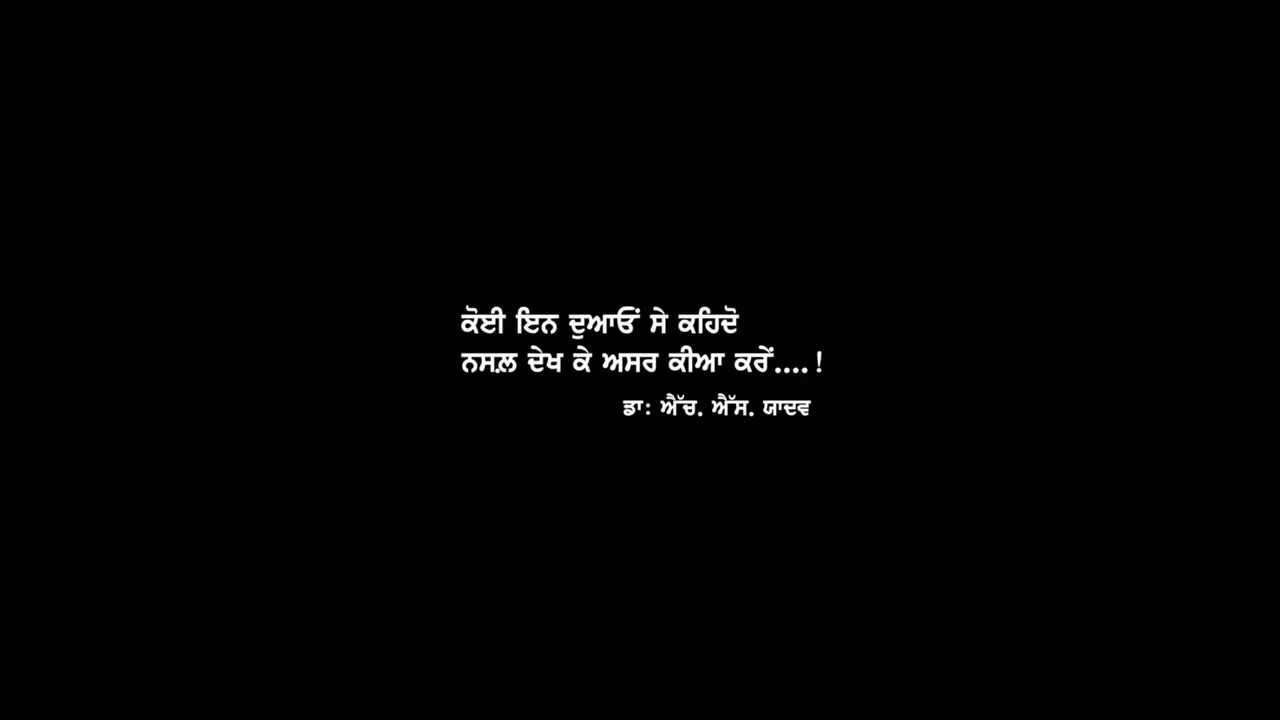 ਕੋਈ ਇਨ ਦੁਆਓਂ ਸੇ ਕਹਿਦੋ
ਨਸਲ਼ ਦੇਖ ਕੇ ਅਸਰ ਕੀਆ ਕਰੇਂ....!
ਡਾ: ਐੱਚ. ਐੱਸ. ਯਾਦਵ